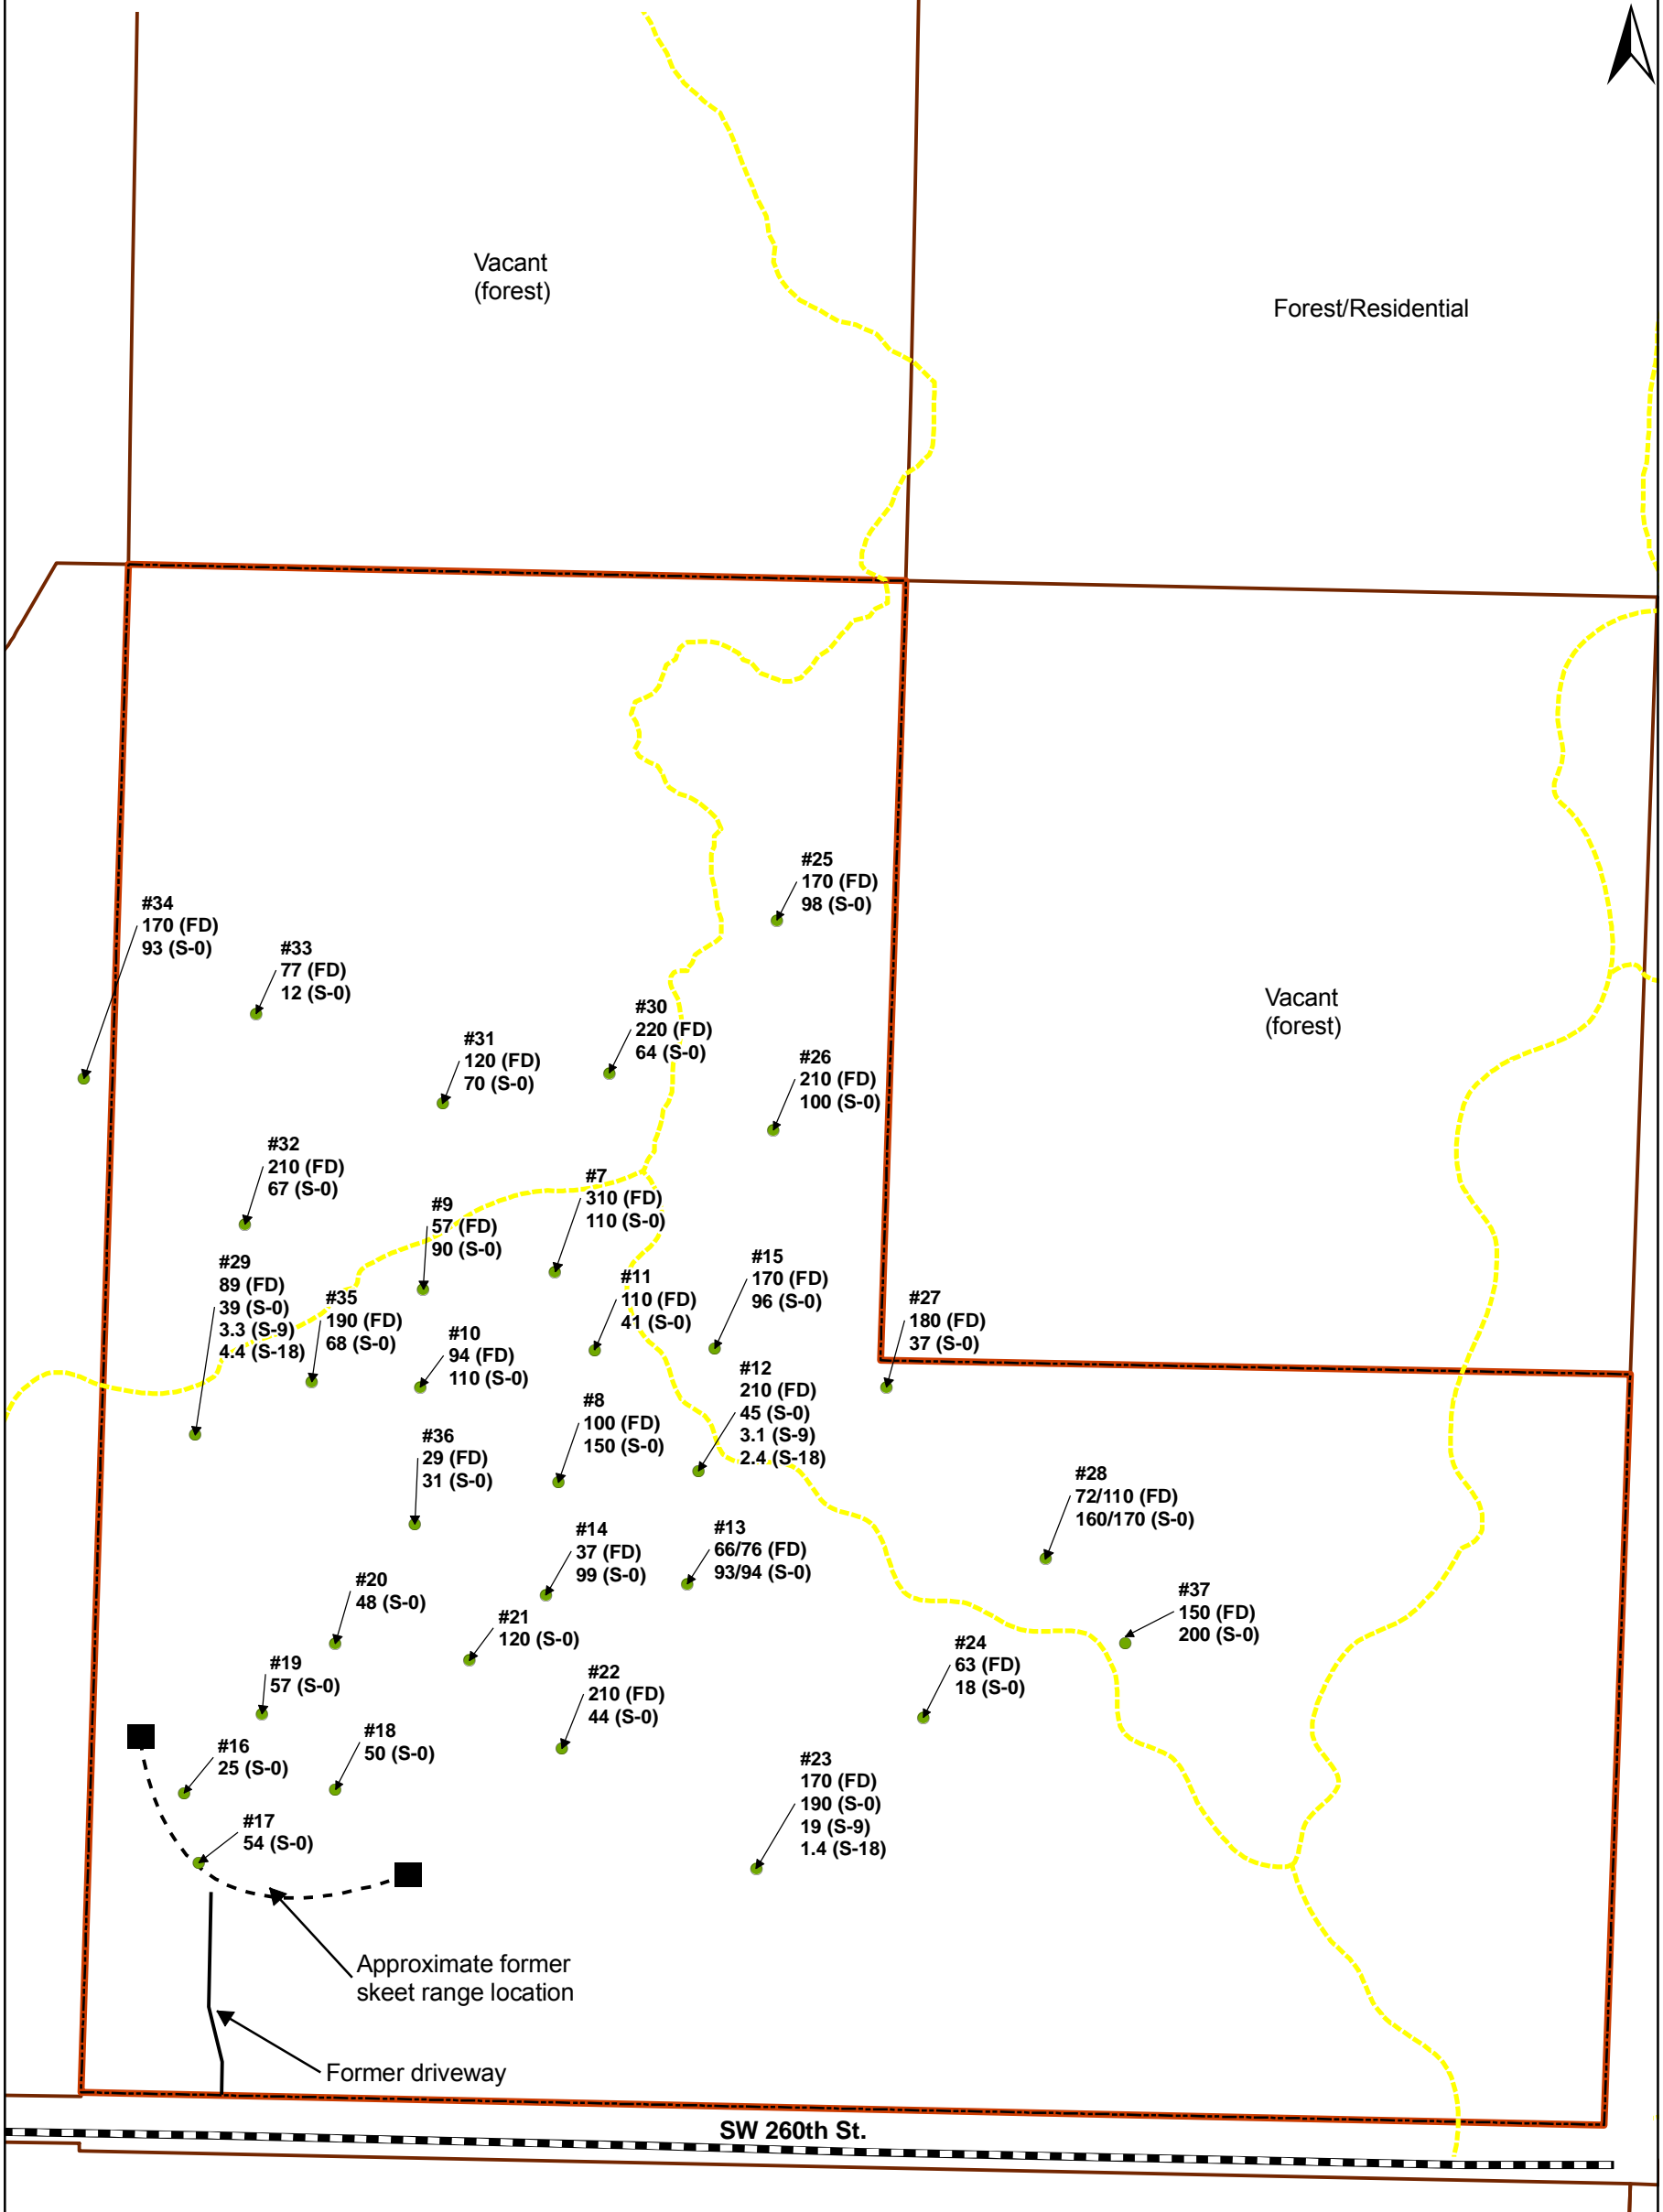 Vacant
(forest)
Forest/Residential
#25
170 (FD)
98 (S-0)
#34
170 (FD)
93 (S-0)
#33
77 (FD)
12 (S-0)
#30
220 (FD)
64 (S-0)
Vacant
(forest)
#31
120 (FD)
70 (S-0)
#26
210 (FD)
100 (S-0)
#32
210 (FD)
67 (S-0)
#7
310 (FD)
110 (S-0)
#9
57 (FD)
90 (S-0)
#29
89 (FD)
39 (S-0)
3.3 (S-9)
4.4 (S-18)
#15
170 (FD)
96 (S-0)
#11
110 (FD)
41 (S-0)
#35
190 (FD)
68 (S-0)
#27
180 (FD)
37 (S-0)
#10
94 (FD)
110 (S-0)
#12
210 (FD)
45 (S-0)
3.1 (S-9)
2.4 (S-18)
#8
100 (FD)
150 (S-0)
#36
29 (FD)
31 (S-0)
#28
72/110 (FD)
160/170 (S-0)
#14
37 (FD)
99 (S-0)
#13
66/76 (FD)
93/94 (S-0)
#20
48 (S-0)
#37
150 (FD)
200 (S-0)
#21
120 (S-0)
#24
63 (FD)
18 (S-0)
#19
57 (S-0)
#22
210 (FD)
44 (S-0)
#18
50 (S-0)
#16
25 (S-0)
#23
170 (FD)
190 (S-0)
19 (S-9)
1.4 (S-18)
#17
54 (S-0)
Approximate former
skeet range location
Former driveway
SW 260th St.